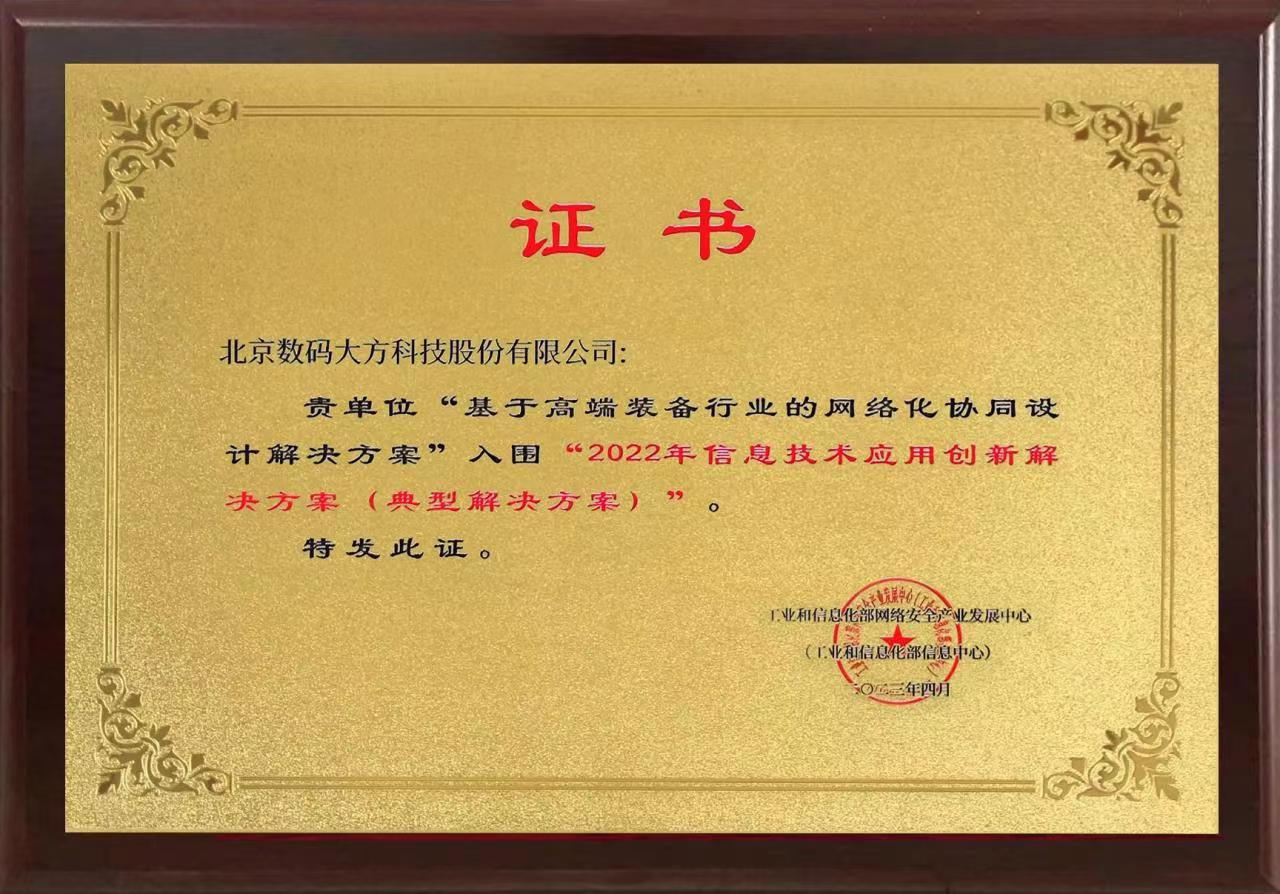 证书
北京数码大方科技股份有限公司:
贵单位“基于高端装备行业的网络化协同设
计解决方案”入围“2022年信息技术应用创新解
决方案（典型解决方案）”。
特发此证。
工业和信息化部网络安全产业发展中心
（工业和信息化部信息中心）
二〇二三年四月